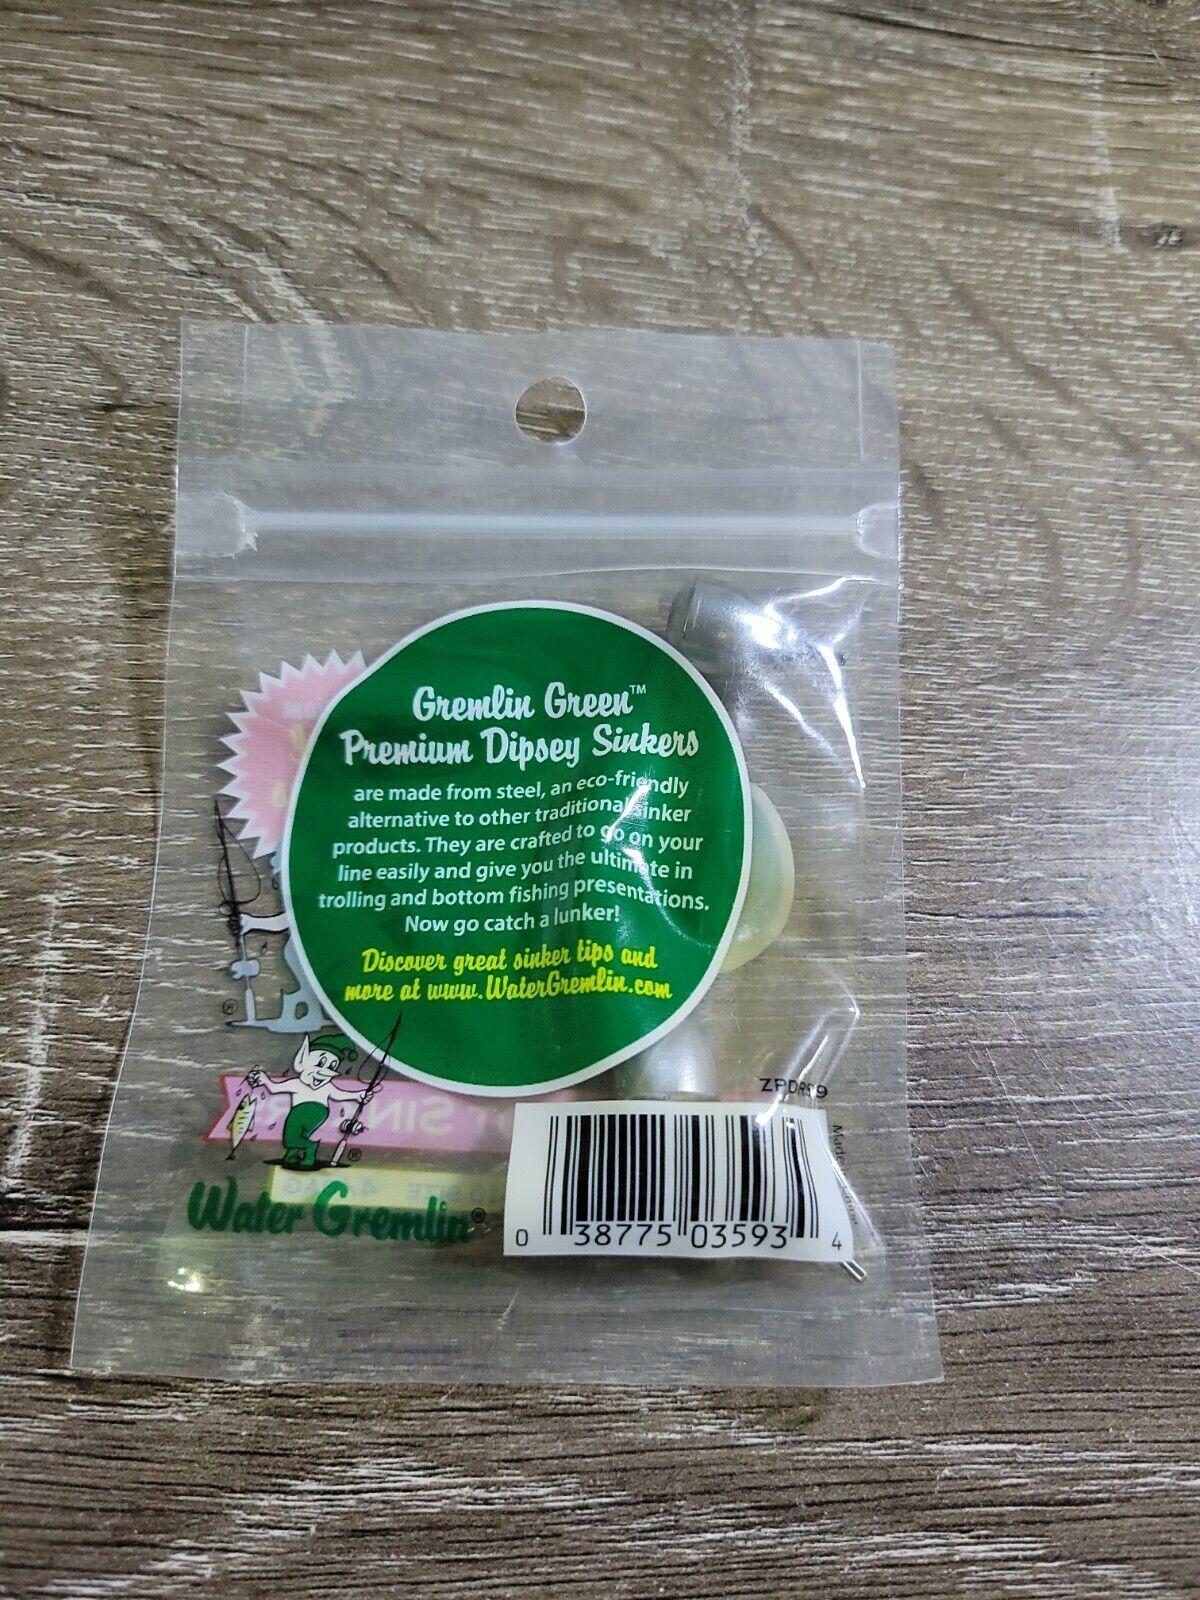 Gremlin Green™
Premium Dipsey Sinkers
are made from steel, an eco-friendly
alternative to other traditional sinker
products. They are crafted to go on your
line easily and give you the ultimate in
trolling and bottom fishing presentations.
Now go catch a lunker!
Discover great sinker tips and
more at www.WaterGremlin.com
®
®
Water Gremlin®
ZPDR99
0 38775 03593 4